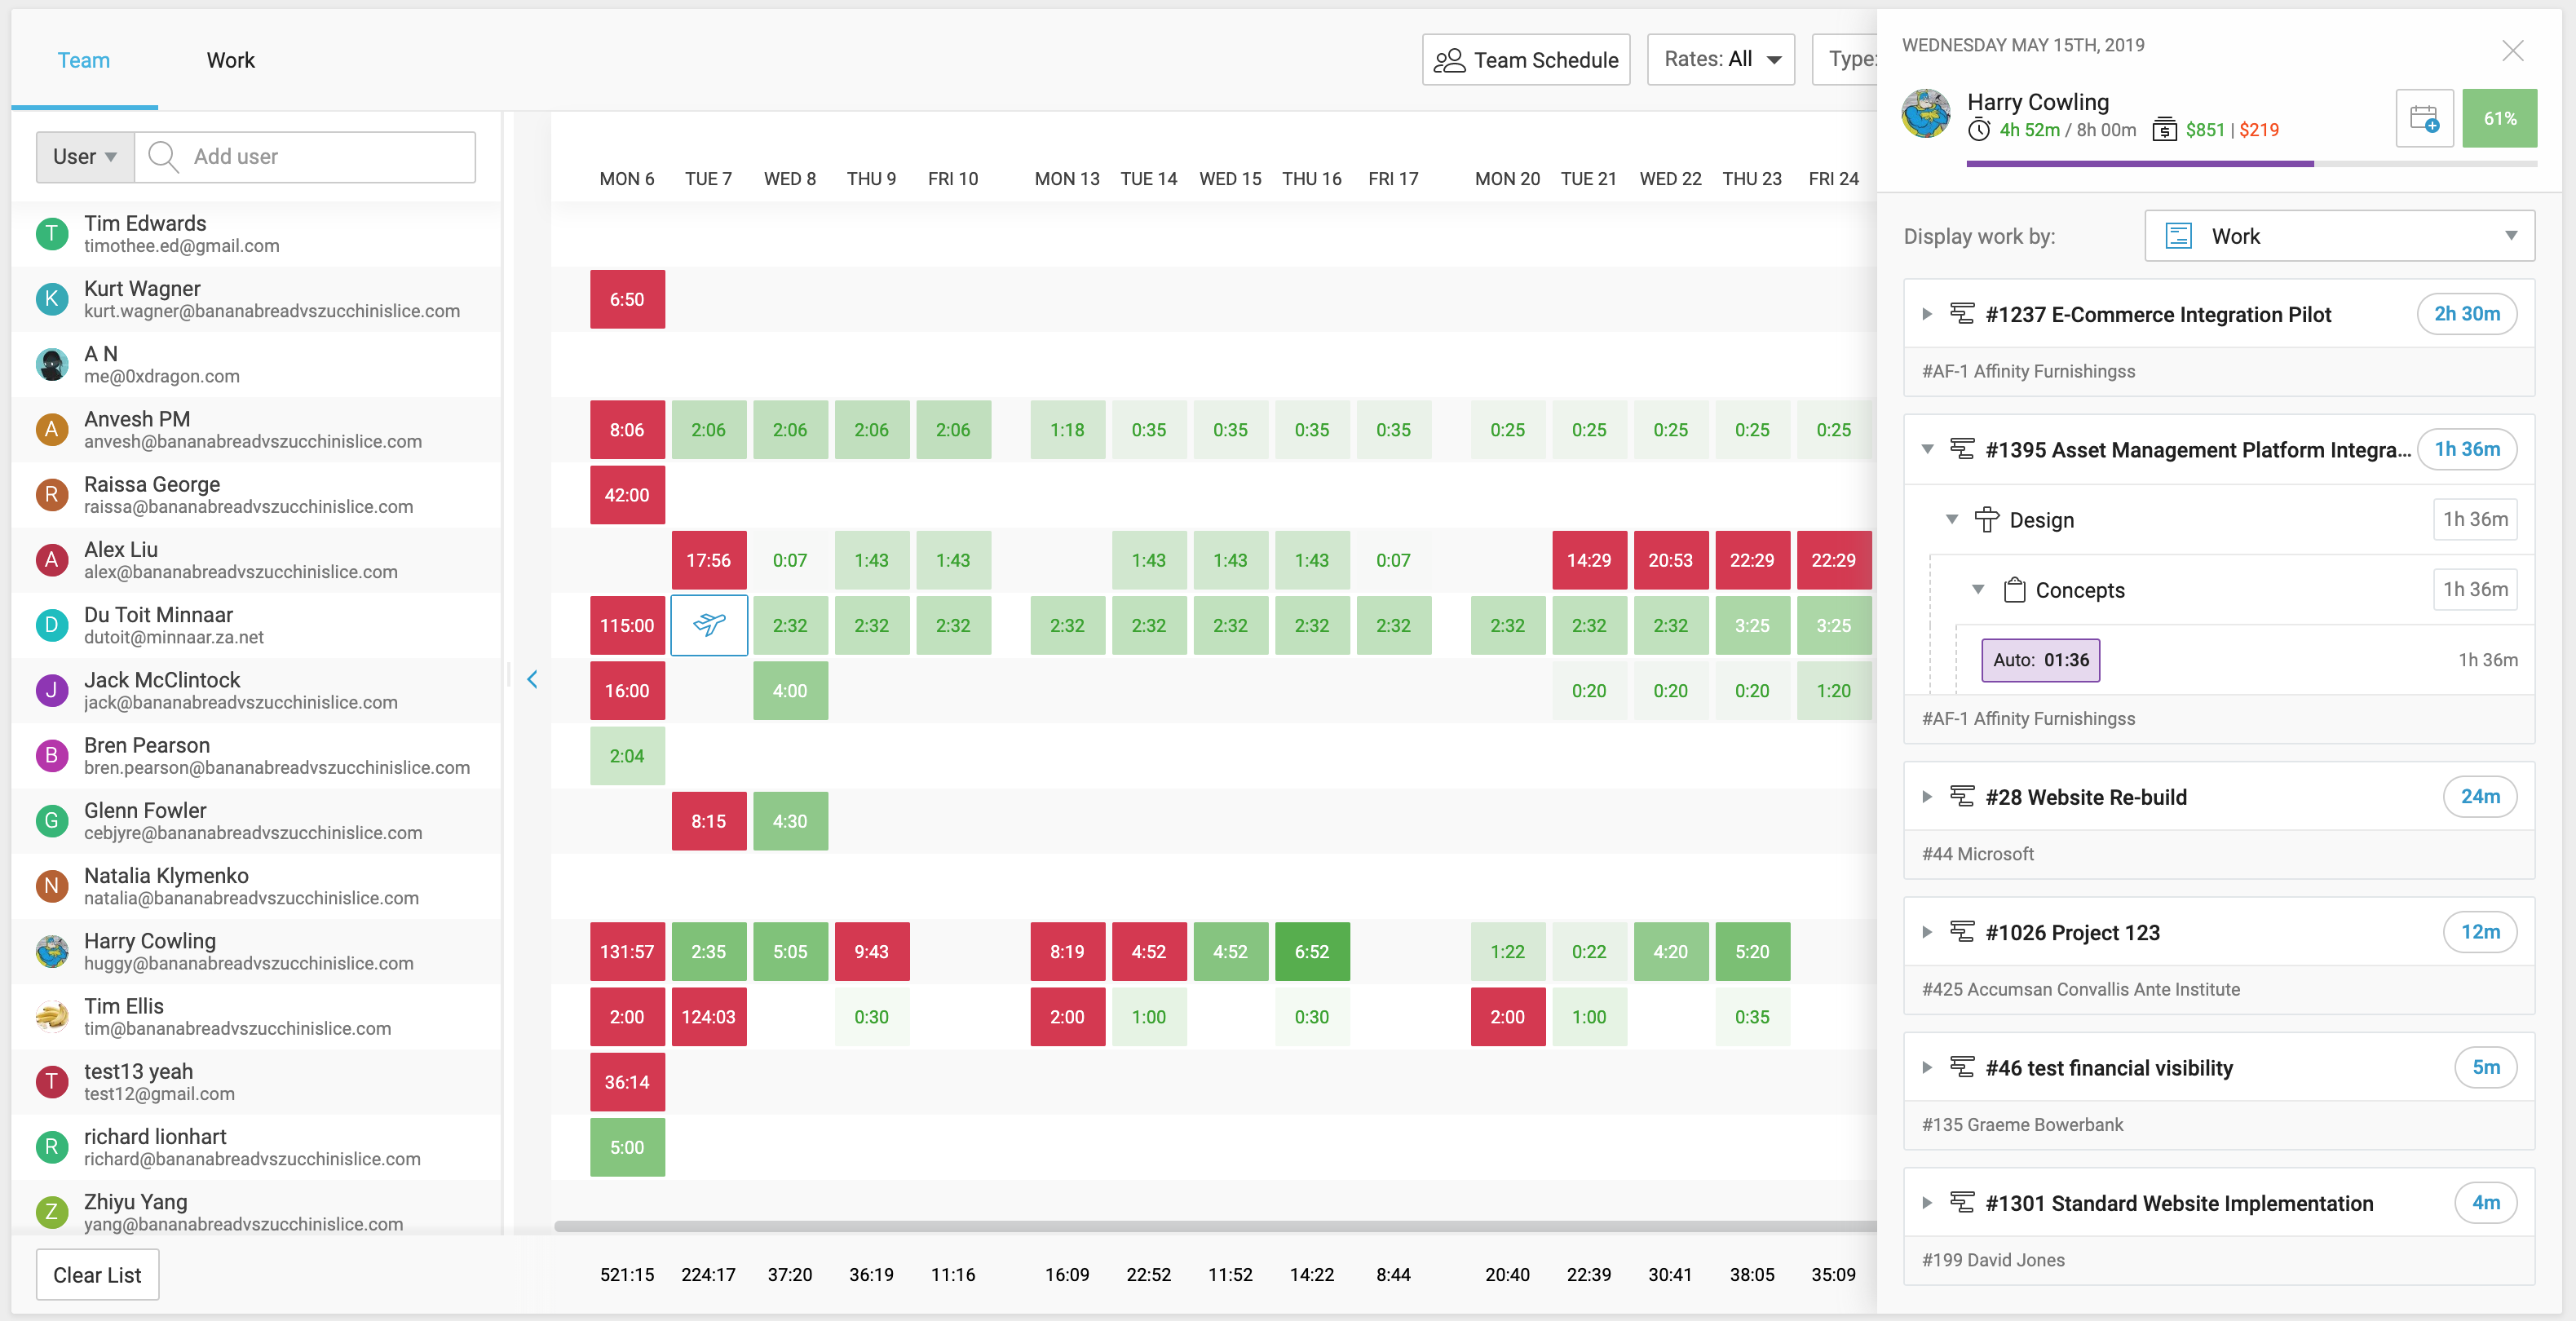 Team
Work
Team Schedule
Rates: All
Type:
User
Add user
MON 6 TUE 7 WED 8 THU 9 FRI 10 MON 13 TUE 14 WED 15 THU 16 FRI 17 MON 20 TUE 21 WED 22 THU 23 FRI 24
T Tim Edwards
timothee.ed@gmail.com
K Kurt Wagner
kurt.wagner@bananabreadvszucchinislice.com
6:50
A N
me@0xdragon.com
A Anvesh PM
anvesh@bananabreadvszucchinislice.com
8:06 2:06 2:06 2:06 2:06 1:18 0:35 0:35 0:35 0:35 0:25 0:25 0:25 0:25 0:25
R Raissa George
raissa@bananabreadvszucchinislice.com
42:00
A Alex Liu
alex@bananabreadvszucchinislice.com
17:56 0:07 1:43 1:43 1:43 1:43 1:43 0:07 14:29 20:53 22:29 22:29
D Du Toit Minnaar
dutoit@minnaar.za.net
115:00 2:32 2:32 2:32 2:32 2:32 2:32 2:32 2:32 2:32 2:32 2:32 3:25 3:25
J Jack McClintock
jack@bananabreadvszucchinislice.com
16:00 4:00 0:20 0:20 0:20 1:20
B Bren Pearson
bren.pearson@bananabreadvszucchinislice.com
2:04
G Glenn Fowler
cebjyre@bananabreadvszucchinislice.com
8:15 4:30
N Natalia Klymenko
natalia@bananabreadvszucchinislice.com
Harry Cowling
huggy@bananabreadvszucchinislice.com
131:57 2:35 5:05 9:43 8:19 4:52 4:52 6:52 1:22 0:22 4:20 5:20
Tim Ellis
tim@bananabreadvszucchinislice.com
2:00 124:03 0:30 2:00 1:00 0:30 2:00 1:00 0:35
T test13 yeah
test12@gmail.com
36:14
R richard lionhart
richard@bananabreadvszucchinislice.com
5:00
Z Zhiyu Yang
yang@bananabreadvszucchinislice.com
Clear List
521:15 224:17 37:20 36:19 11:16 16:09 22:52 11:52 14:22 8:44 20:40 22:39 30:41 38:05 35:09
WEDNESDAY MAY 15TH, 2019
Harry Cowling
4h 52m / 8h 00m $851 | $219
61%
Display work by:
Work
#1237 E-Commerce Integration Pilot 2h 30m
#AF-1 Affinity Furnishingss
#1395 Asset Management Platform Integra... 1h 36m
Design 1h 36m
Concepts 1h 36m
Auto: 01:36 1h 36m
#AF-1 Affinity Furnishingss
#28 Website Re-build 24m
#44 Microsoft
#1026 Project 123 12m
#425 Accumsan Convallis Ante Institute
#46 test financial visibility 5m
#135 Graeme Bowerbank
#1301 Standard Website Implementation 4m
#199 David Jones